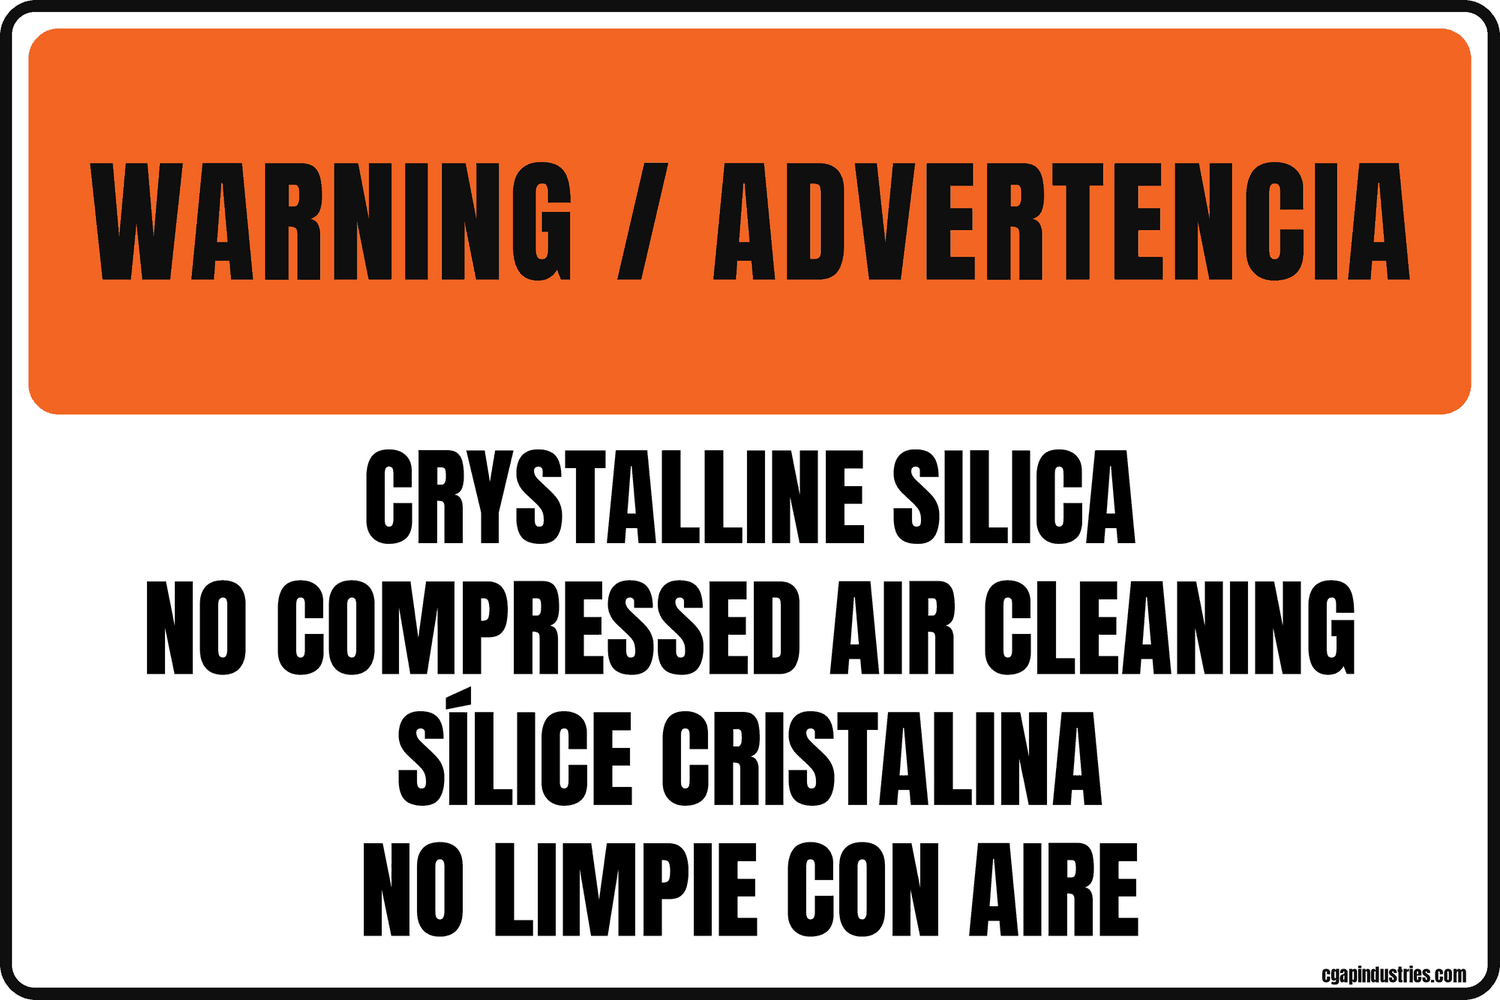 WARNING / ADVERTENCIA
CRYSTALLINE SILICA
NO COMPRESSED AIR CLEANING
SÍLICE CRISTALINA
NO LIMPIE CON AIRE
cgapindustries.com